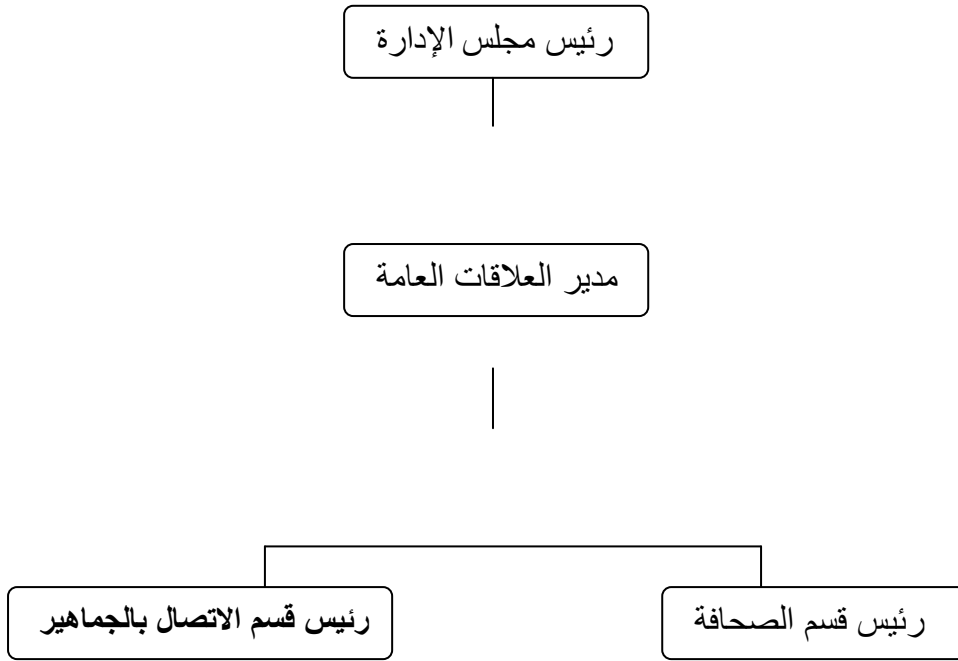 رئيس مجلس الإدارة
مدير العلاقات العامة
رئيس قسم الصحافة
رئيس قسم الاتصال بالجماهير